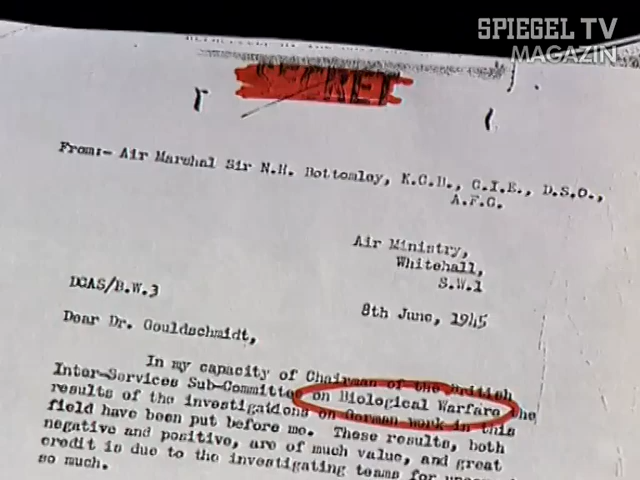 SPIEGEL TV
MAGAZIN
From:- Air Marshal Sir N.H. Bottomley, K.C.B., C.I.E., D.S.O.,
A.F.C.
Air Ministry,
Whitehall,
S.W.1
DCAS/B.W.3
8th June, 1945
Dear Dr. Gouldschmidt,
In my capacity of Chairman of the British
Inter-Services Sub-Committee on Biological Warfare the
results of the investigations on German work in this
field have been put before me. These results, both
negative and positive, are of much value, and great
credit is due to the investigating teams for
so much.